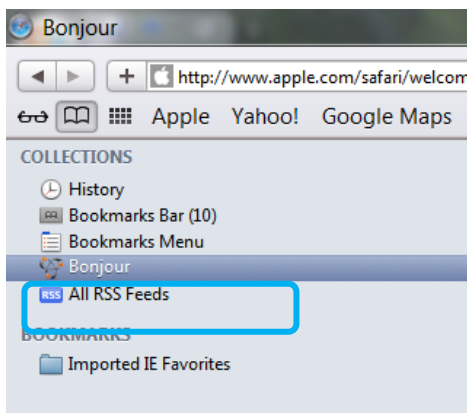 Bonjour
http://www.apple.com/safari/welcom
Apple Yahoo! Google Maps
COLLECTIONS
History
Bookmarks Bar (10)
Bookmarks Menu
Bonjour
RSS All RSS Feeds
BOOKMARKS
Imported IE Favorites